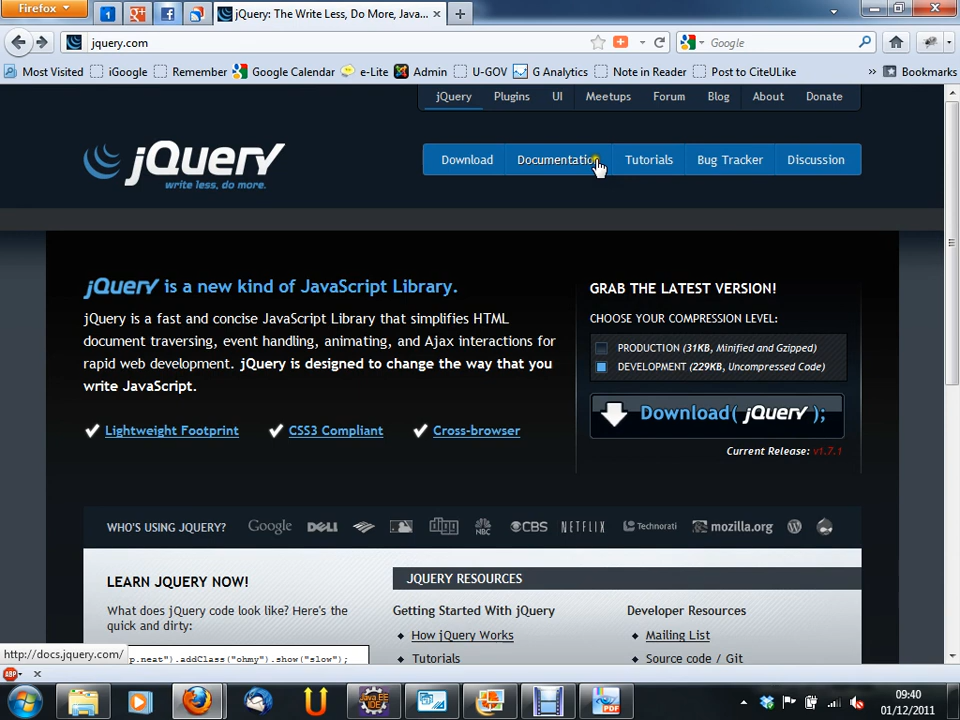 Firefox
1
jQuery: The Write Less, Do More, Java...
jquery.com
Google
Most Visited
iGoogle
Remember
Google Calendar
e-Lite
Admin
U-GOV
G Analytics
Note in Reader
Post to CiteULike
»
Bookmarks
jQuery
Plugins
UI
Meetups
Forum
Blog
About
Donate
jQuery
write less, do more.
Download
Documentation
Tutorials
Bug Tracker
Discussion
jQuery is a new kind of JavaScript Library.
jQuery is a fast and concise JavaScript Library that simplifies HTML
document traversing, event handling, animating, and Ajax interactions for
rapid web development. jQuery is designed to change the way that you
write JavaScript.
Lightweight Footprint
CSS3 Compliant
Cross-browser
GRAB THE LATEST VERSION!
CHOOSE YOUR COMPRESSION LEVEL:
PRODUCTION (31KB, Minified and Gzipped)
DEVELOPMENT (229KB, Uncompressed Code)
Download( jQuery );
Current Release: v1.7.1
WHO'S USING JQUERY?
Google
DELL
NBC
CBS
NETFLIX
Technorati
mozilla.org
LEARN JQUERY NOW!
What does jQuery code look like? Here's the
quick and dirty:
p.neat").addClass("ohmy").show("slow");
JQUERY RESOURCES
Getting Started With jQuery
How jQuery Works
Tutorials
Developer Resources
Mailing List
Source code / Git
http://docs.jquery.com/
ABP
Java EE
IDE
PDF
09:40
01/12/2011